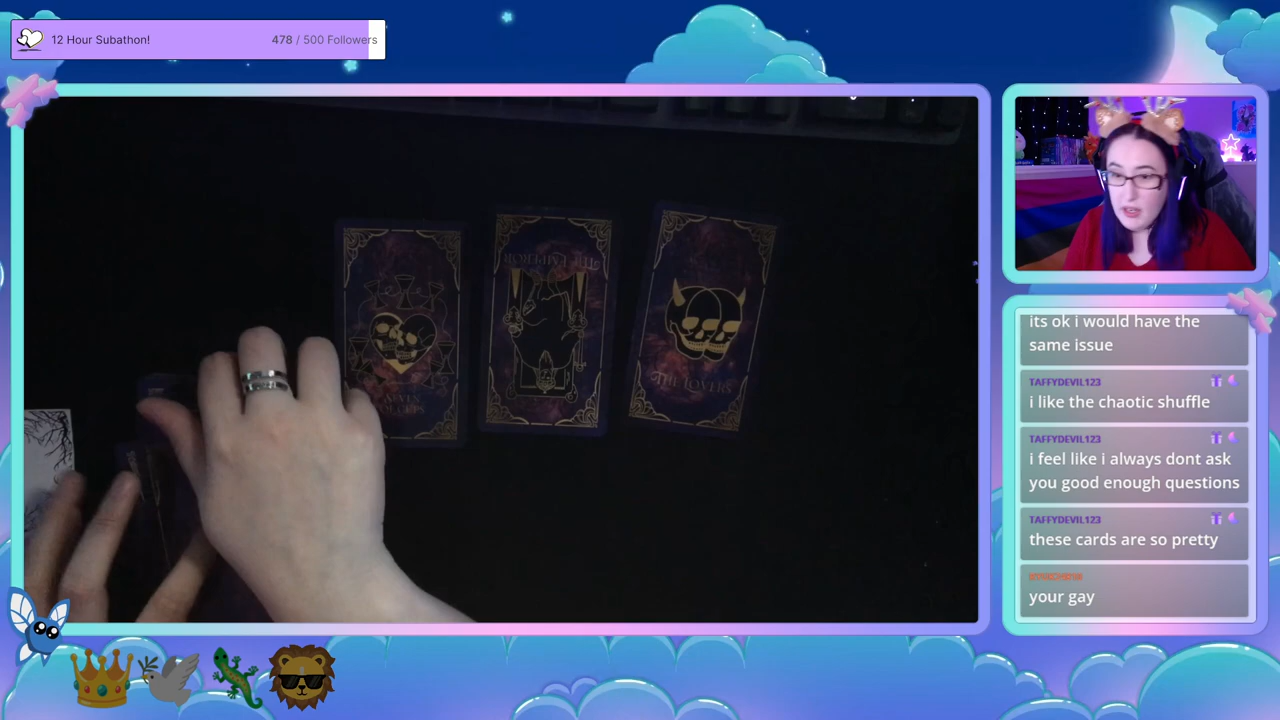 12 Hour Subathon!
478 / 500 Followers
THE EMPEROR
SEVEN
OF CUPS
THE LOVERS
its ok i would have the
same issue
TAFFYDEVIL123
i like the chaotic shuffle
TAFFYDEVIL123
i feel like i always dont ask
you good enough questions
TAFFYDEVIL123
these cards are so pretty
your gay